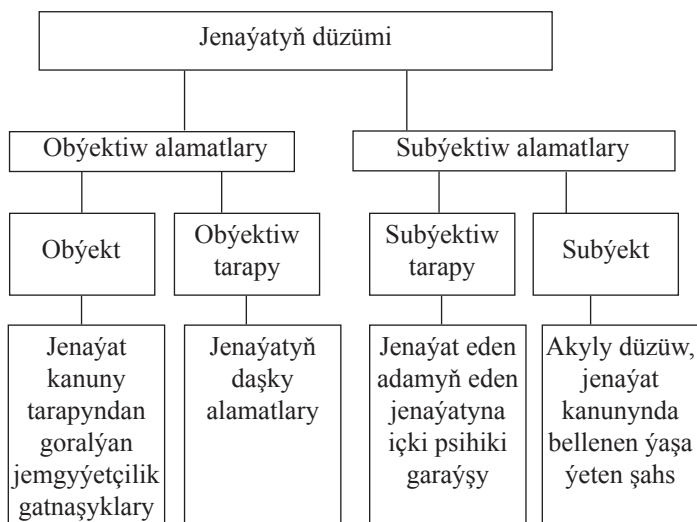 Jenaýatyň düzümi
Obýektiw alamatlary
Subýektiw alamatlary
Obýekt
Obýektiw
tarapy
Subýektiw
tarapy
Subýekt
Jenaýat
kanuny
tarapyndan
goralýan
jemgyýetçilik
gatnaşyklary
Jenaýatyň
daşky
alamatlary
Jenaýat eden
adamyň eden
jenaýatyna
içki psihiki
garaýşy
Akyly düzüw,
jenaýat
kanunynda
bellenen ýaşa
ýeten şahs